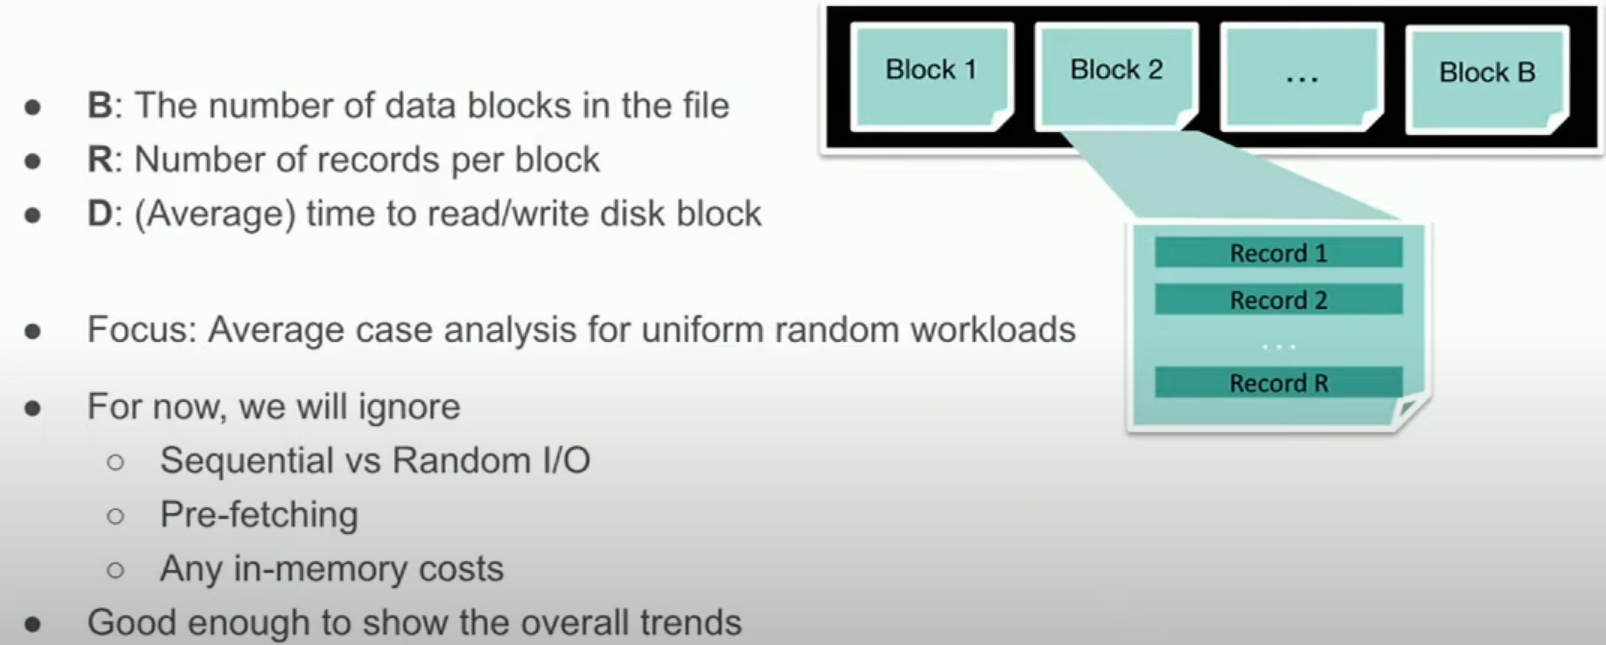 ● B: The number of data blocks in the file
● R: Number of records per block
● D: (Average) time to read/write disk block
● Focus: Average case analysis for uniform random workloads
● For now, we will ignore
○ Sequential vs Random I/O
○ Pre-fetching
○ Any in-memory costs
● Good enough to show the overall trends
Block 1
Block 2
...
Block B
Record 1
Record 2
...
Record R